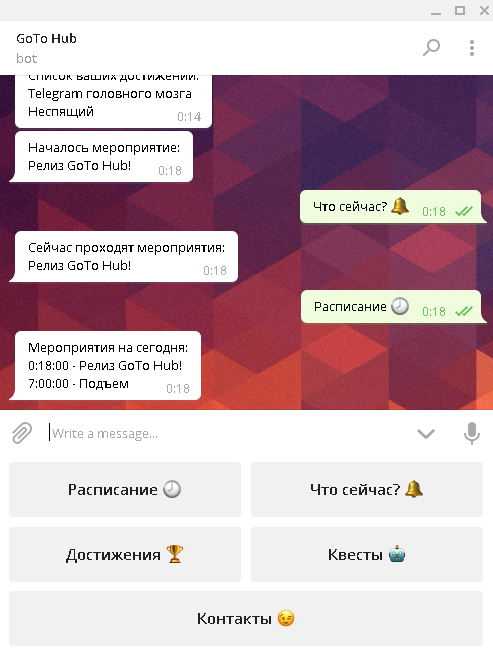 GoTo Hub
bot
Список ваших достижений:
Telegram головного мозга
Неспящий
0:14
Началось мероприятие:
Релиз GoTo Hub!
0:18
Что сейчас? 🔔
0:18
Сейчас проходят мероприятия:
Релиз GoTo Hub!
0:18
Расписание 🕗
0:18
Мероприятия на сегодня:
0:18:00 - Релиз GoTo Hub!
7:00:00 - Подъем
0:18
Write a message...
Расписание 🕗
Что сейчас? 🔔
Достижения 🏆
Квесты 🤖
Контакты 😉